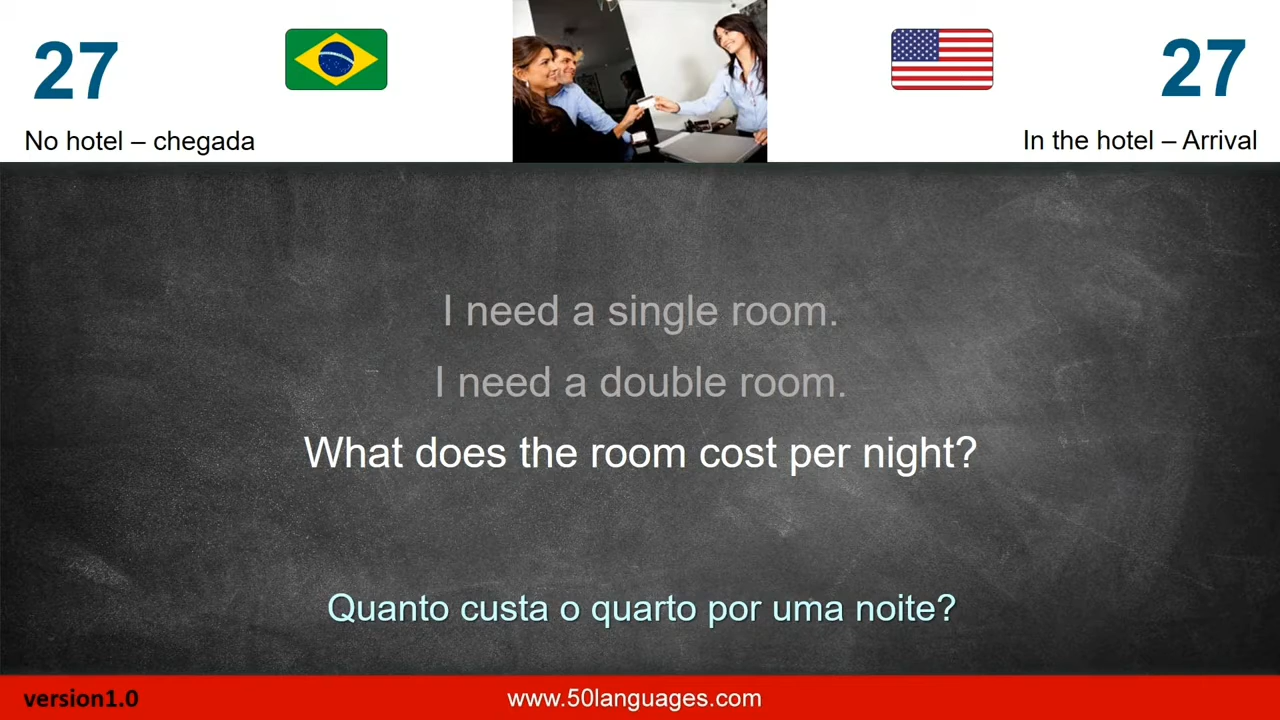 27
27
No hotel – chegada
In the hotel – Arrival
I need a single room.
I need a double room.
What does the room cost per night?
Quanto custa o quarto por uma noite?
version1.0
www.50languages.com